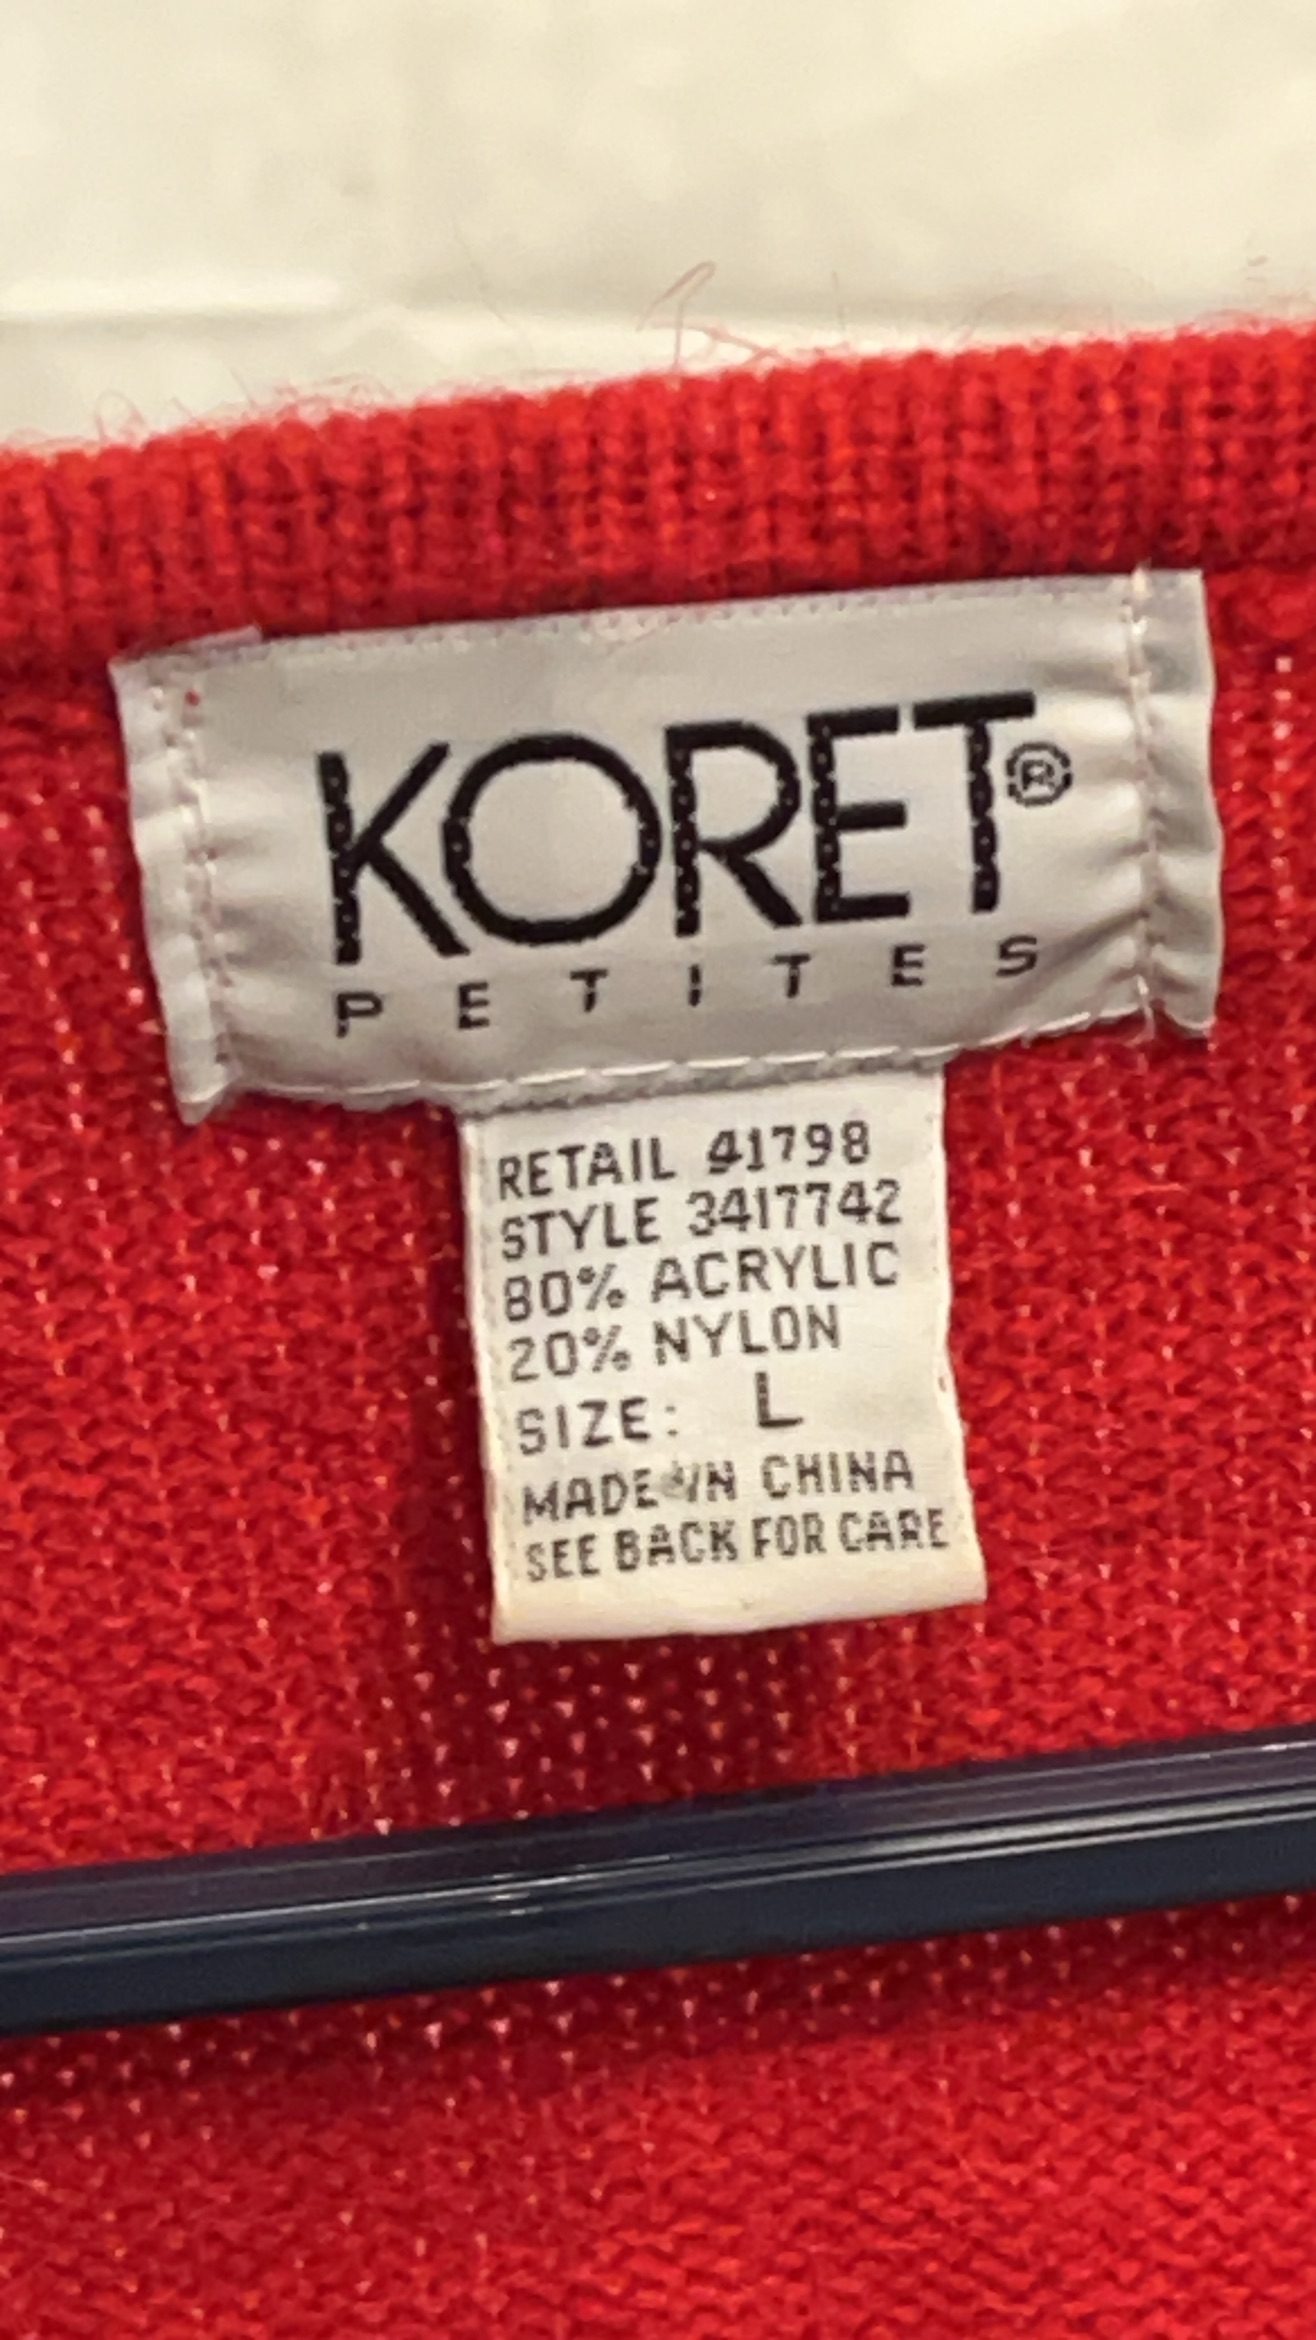 KORET®
PETITES
RETAIL 41798
STYLE 3417742
80% ACRYLIC
20% NYLON
SIZE: L
MADE IN CHINA
SEE BACK FOR CARE